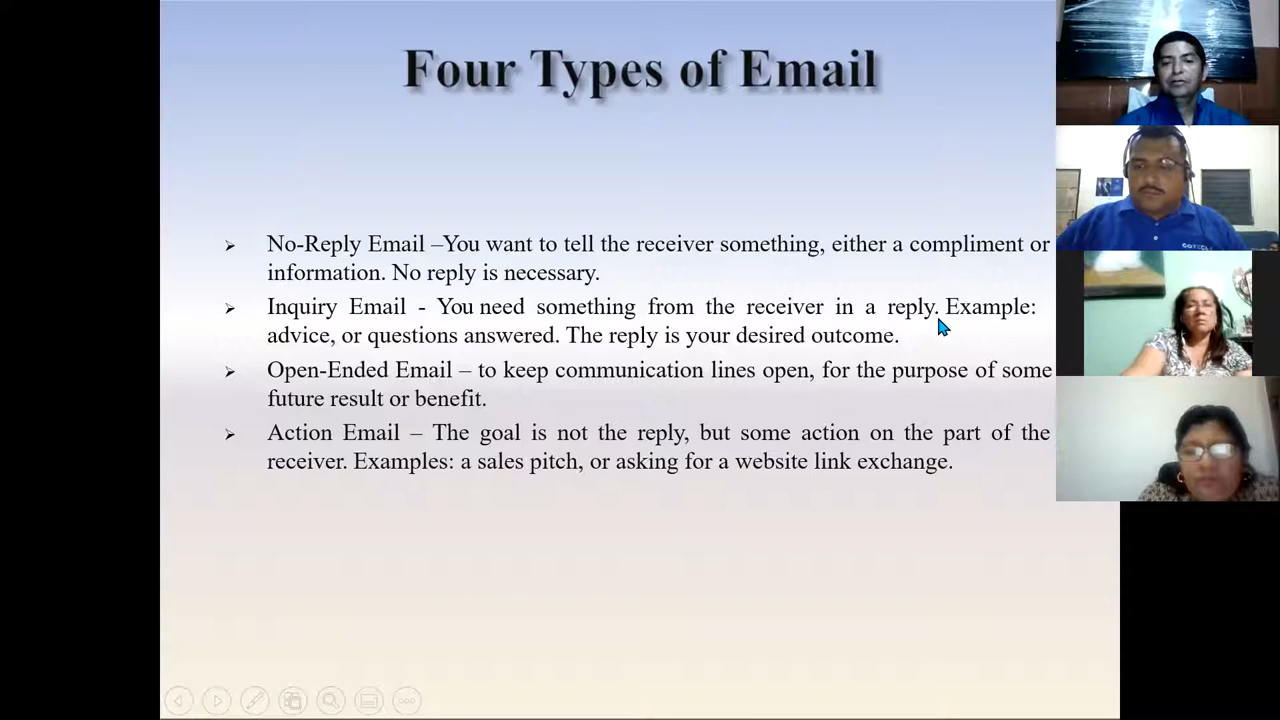 Four Types of Email
No-Reply Email –You want to tell the receiver something, either a compliment or
information. No reply is necessary.
Inquiry Email - You need something from the receiver in a reply. Example:
advice, or questions answered. The reply is your desired outcome.
Open-Ended Email – to keep communication lines open, for the purpose of some
future result or benefit.
Action Email – The goal is not the reply, but some action on the part of the
receiver. Examples: a sales pitch, or asking for a website link exchange.